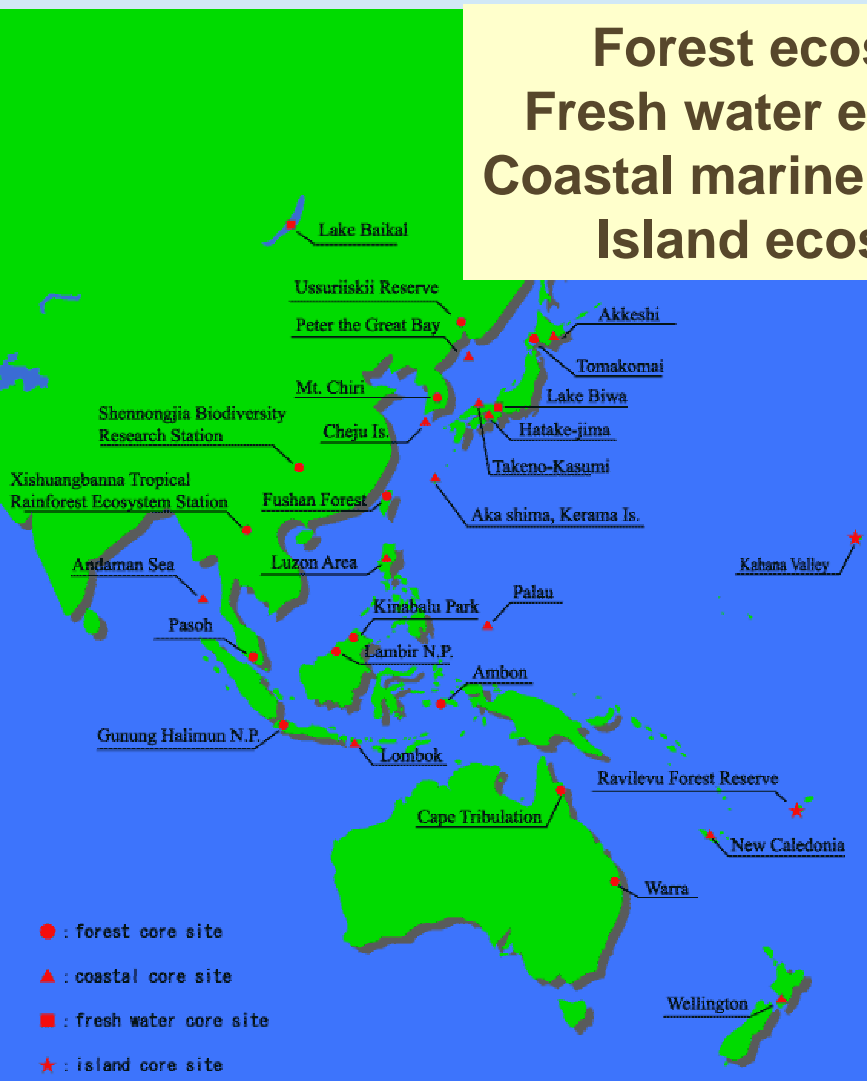 Forest ecos
Fresh water e
Coastal marine
Island ecos
Lake Baikal
Ussuriiskii Reserve
Peter the Great Bay
Akkeshi
Tomakomai
Mt. Chiri
Lake Biwa
Shennongjia Biodiversity
Research Station
Cheju Is.
Hatake-jima
Takeno-Kasumi
Xishuangbanna Tropical
Rainforest Ecosystem Station
Fushan Forest
Aka shima, Kerama Is.
Andaman Sea
Luzon Area
Kahana Valley
Kinabalu Park
Palau
Pasoh
Lambir N.P.
Ambon
Gunung Halimun N.P.
Lombok
Ravilevu Forest Reserve
Cape Tribulation
New Caledonia
Warra
: forest core site
: coastal core site
: fresh water core site
: island core site
Wellington